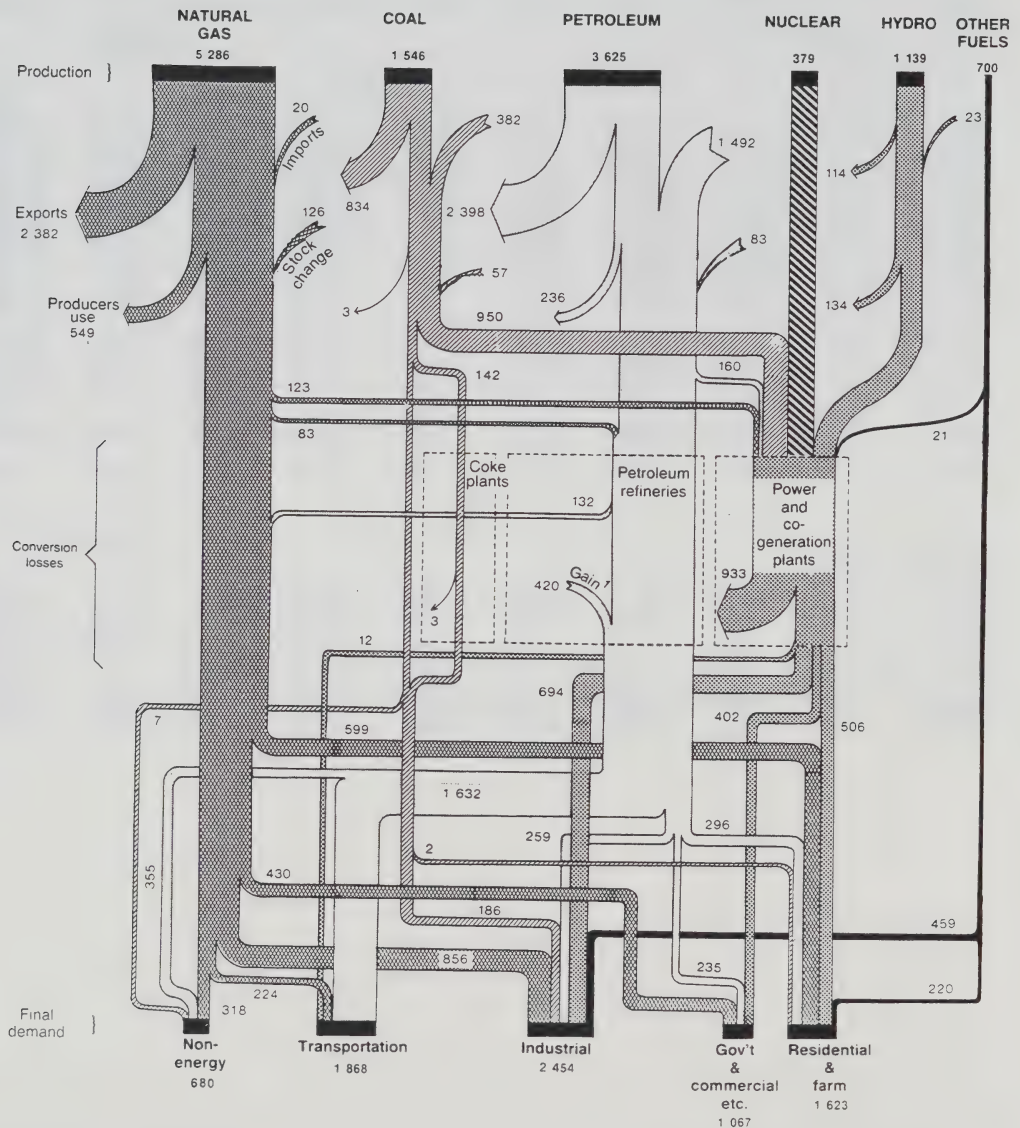 NATURAL GAS
COAL
PETROLEUM
NUCLEAR
HYDRO
OTHER FUELS
Production
5 286
1 546
3 625
379
1 139
700
20
Imports
382
1 492
23
114
834
2 398
Exports
2 382
126
Stock change
57
83
Producers use
549
3
236
134
950
160
142
123
83
21
Coke plants
Petroleum refineries
Power and co-generation plants
132
Conversion losses
420
Gain 1
933
3
12
694
402
506
7
599
1 632
259
296
2
355
430
186
856
459
235
220
224
318
Final demand
Non-energy
680
Transportation
1 868
Industrial
2 454
Gov't & commercial etc.
1 067
Residential & farm
1 623